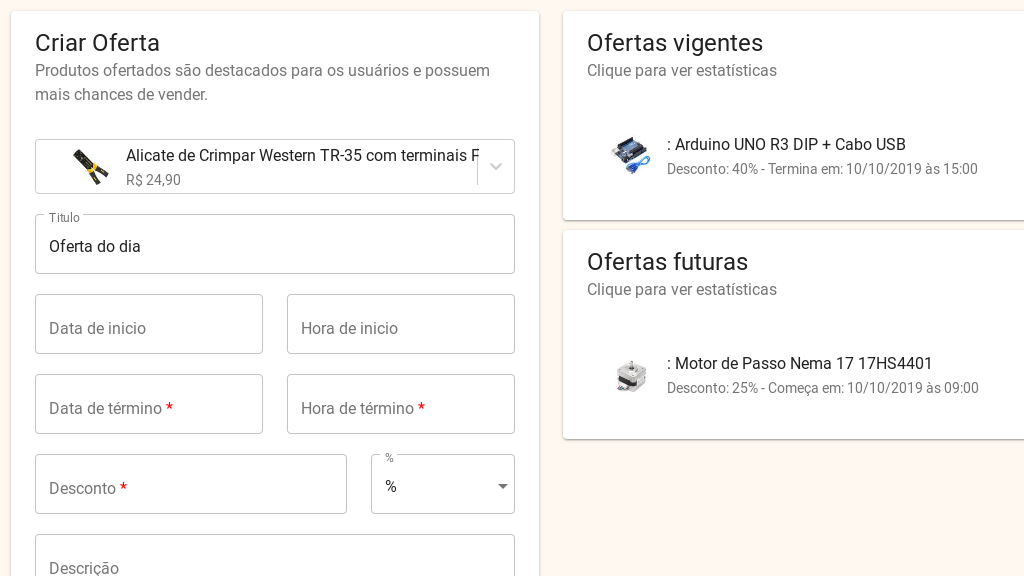 Criar Oferta
Produtos ofertados são destacados para os usuários e possuem
mais chances de vender.
Alicate de Crimpar Western TR-35 com terminais F
R$ 24,90
Titulo
Oferta do dia
Data de inicio
Hora de inicio
Data de término *
Hora de término *
Desconto *
%
%
Descrição
Ofertas vigentes
Clique para ver estatísticas
: Arduino UNO R3 DIP + Cabo USB
Desconto: 40% - Termina em: 10/10/2019 às 15:00
Ofertas futuras
Clique para ver estatísticas
: Motor de Passo Nema 17 17HS4401
Desconto: 25% - Começa em: 10/10/2019 às 09:00